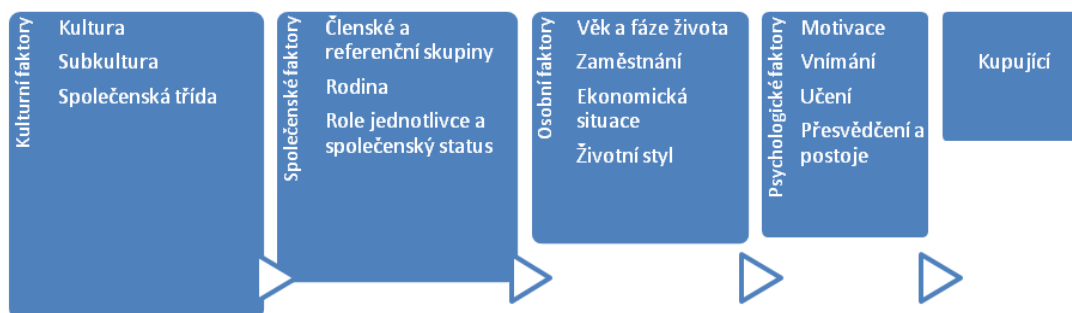 Kulturní faktory
Kultura
Subkultura
Společenská třída
Společenské faktory
Členské a
referenční skupiny
Rodina
Role jednotlivce a
společenský status
Osobní faktory
Věk a fáze života
Zaměstnání
Ekonomická
situace
Životní styl
Psychologické faktory
Motivace
Vnímání
Učení
Přesvědčení a
postoje
Kupující